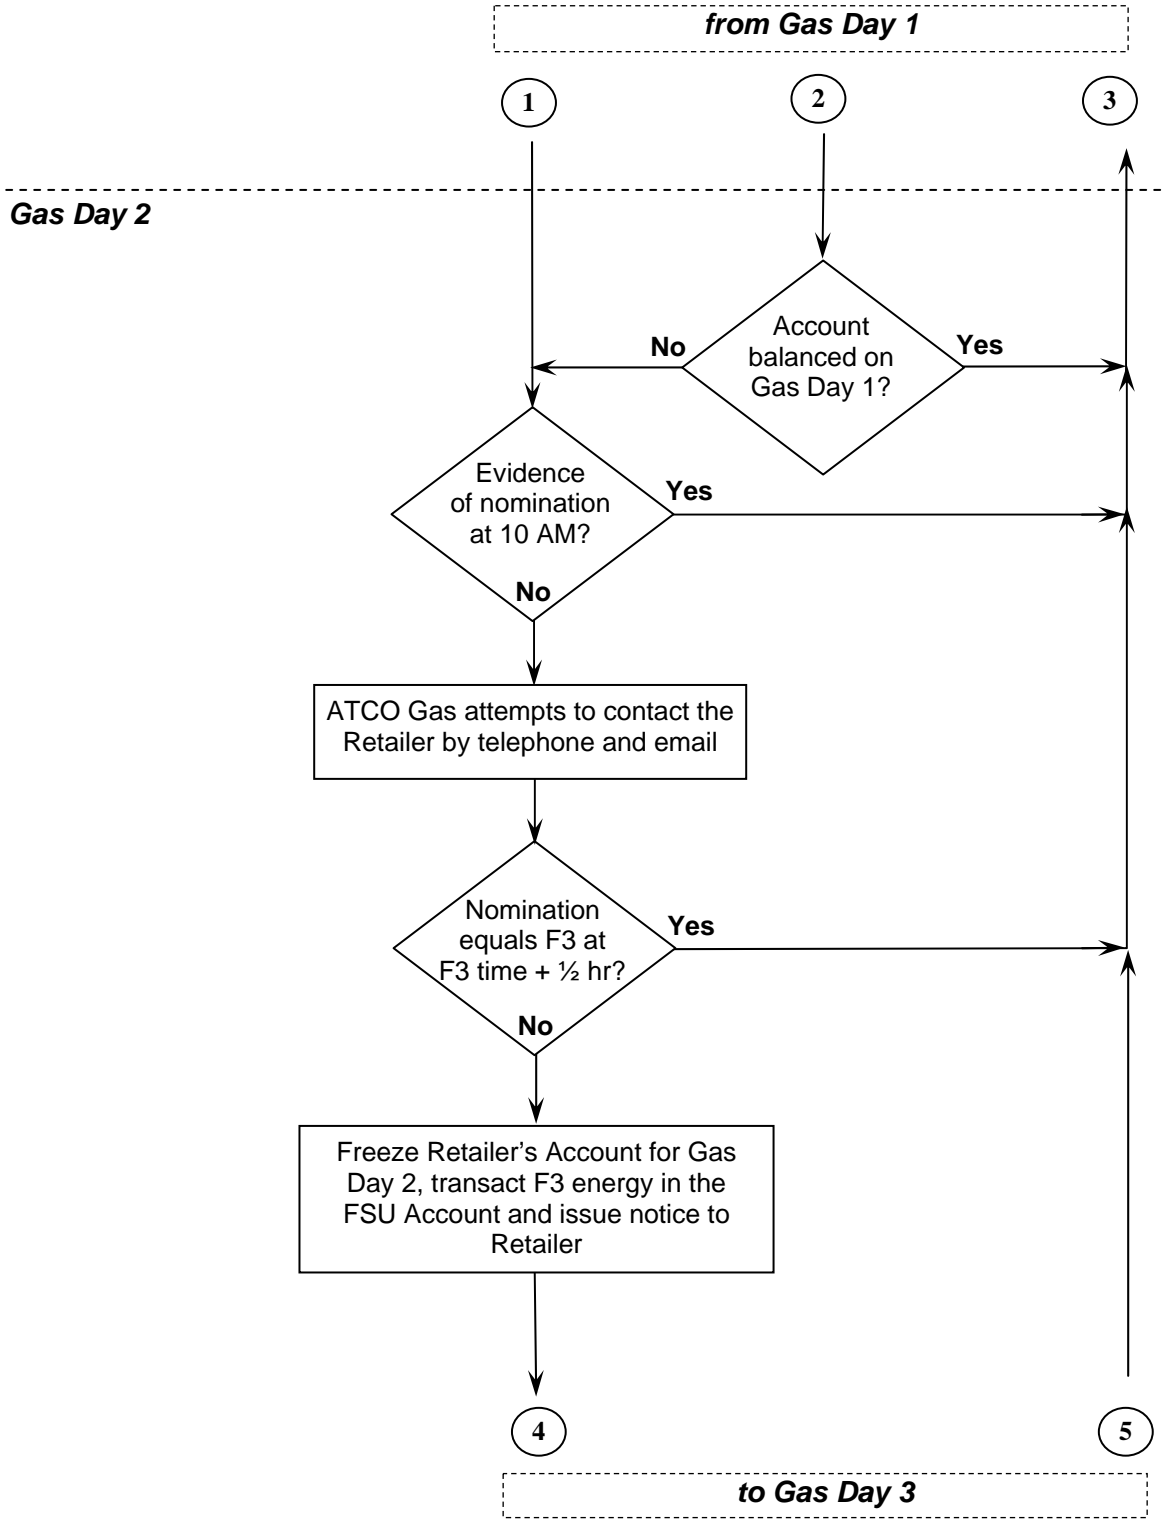 from Gas Day 1
1
2
3
Gas Day 2
Account
balanced on
Gas Day 1?
No
Yes
Evidence
of nomination
at 10 AM?
Yes
No
ATCO Gas attempts to contact the
Retailer by telephone and email
Nomination
equals F3 at
F3 time + ½ hr?
Yes
No
Freeze Retailer’s Account for Gas
Day 2, transact F3 energy in the
FSU Account and issue notice to
Retailer
4
5
to Gas Day 3